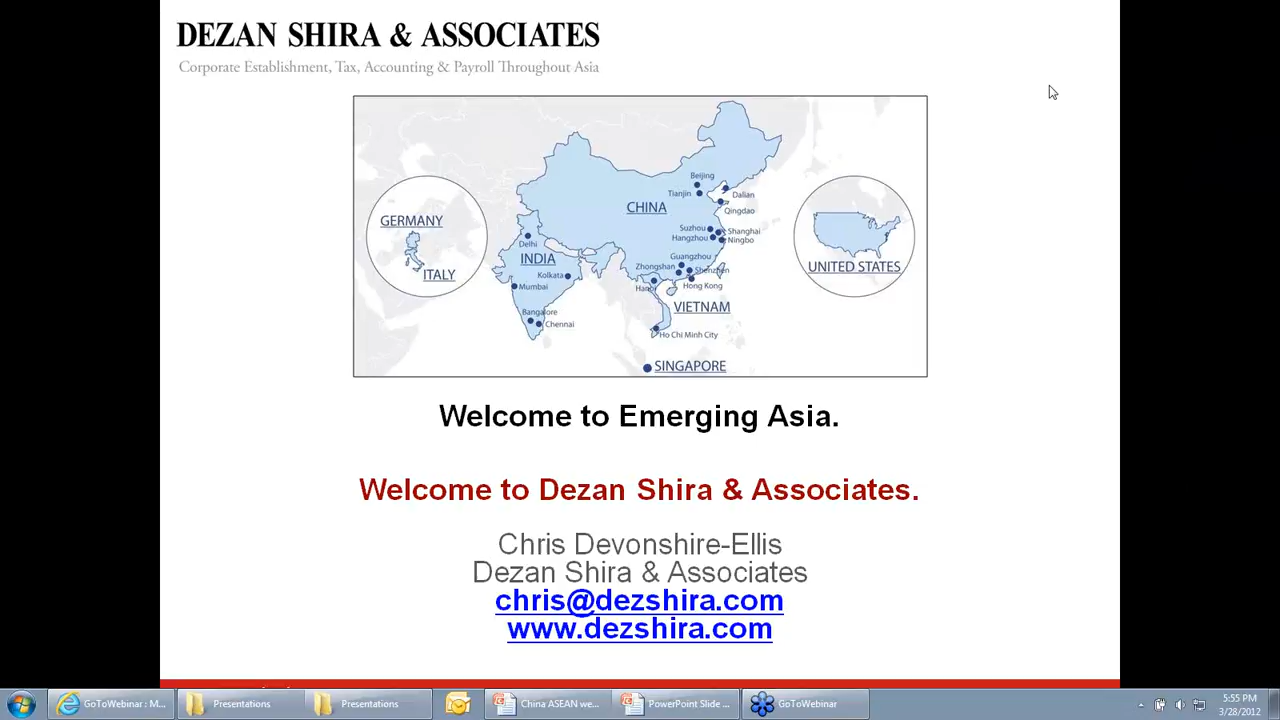 DEZAN SHIRA & ASSOCIATES
Corporate Establishment, Tax, Accounting & Payroll Throughout Asia
GERMANY
ITALY
CHINA
Beijing
Tianjin
Dalian
Qingdao
Suzhou
Shanghai
Hangzhou
Ningbo
Guangzhou
Zhongshan
Shenzhen
Hong Kong
Hanoi
Delhi
INDIA
Kolkata
Mumbai
Bangalore
Chennai
VIETNAM
Ho Chi Minh City
SINGAPORE
UNITED STATES
Welcome to Emerging Asia.
Welcome to Dezan Shira & Associates.
Chris Devonshire-Ellis
Dezan Shira & Associates
chris@dezshira.com
www.dezshira.com
GoToWebinar : M...
Presentations
Presentations
China ASEAN we...
PowerPoint Slide ...
GoToWebinar
5:55 PM
3/28/2012